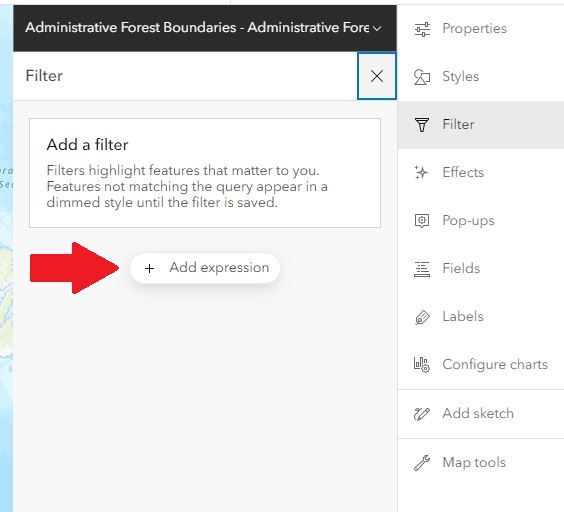 Administrative Forest Boundaries - Administrative Fore
Filter
Add a filter
Filters highlight features that matter to you.
Features not matching the query appear in a
dimmed style until the filter is saved.
Add expression
Properties
Styles
Filter
Effects
Pop-ups
Fields
Labels
Configure charts
Add sketch
Map tools